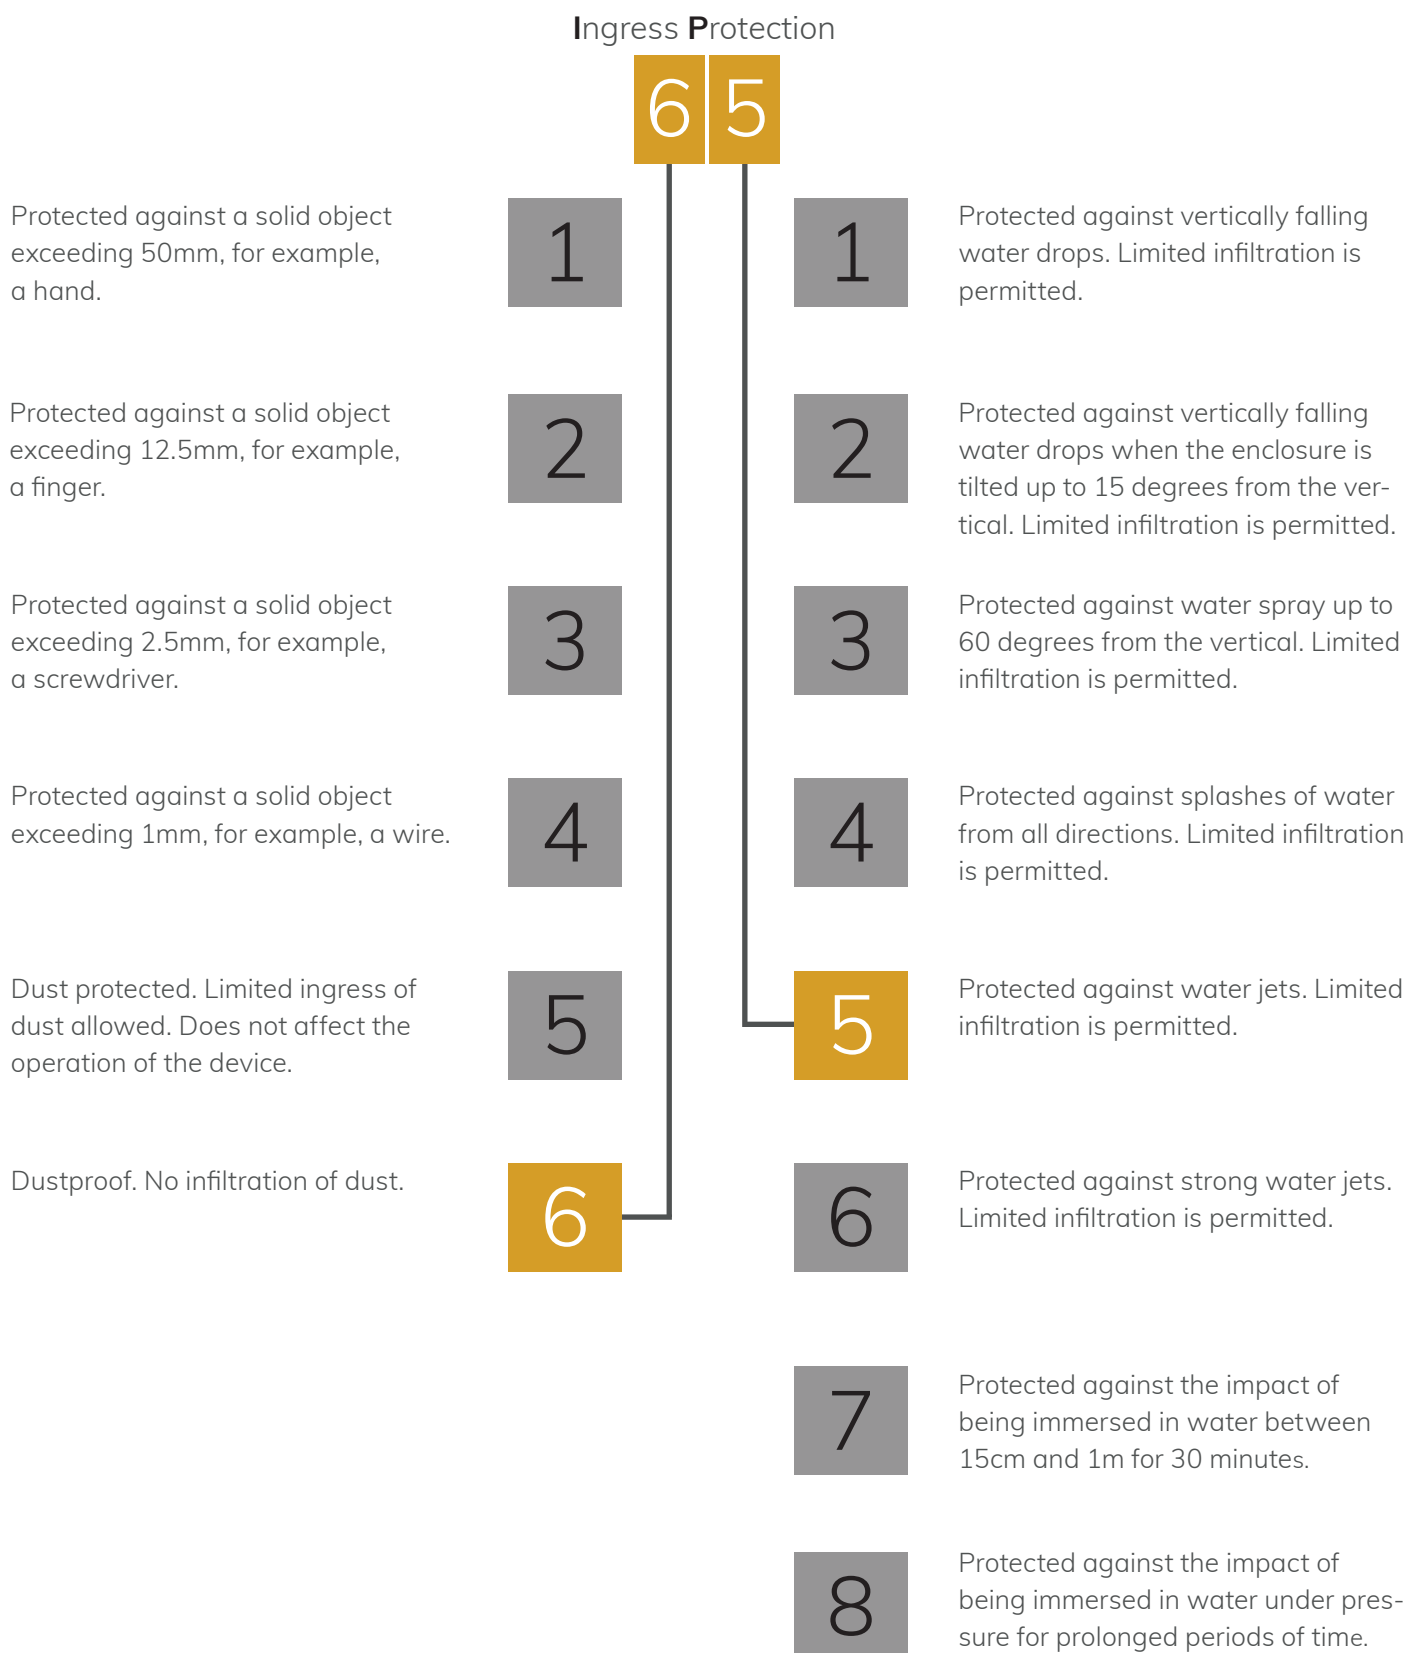 Ingress Protection
6 5
Protected against a solid object
exceeding 50mm, for example,
a hand.
1
1
Protected against vertically falling
water drops. Limited infiltration is
permitted.
Protected against a solid object
exceeding 12.5mm, for example,
a finger.
2
2
Protected against vertically falling
water drops when the enclosure is
tilted up to 15 degrees from the ver-
tical. Limited infiltration is permitted.
Protected against a solid object
exceeding 2.5mm, for example,
a screwdriver.
3
3
Protected against water spray up to
60 degrees from the vertical. Limited
infiltration is permitted.
Protected against a solid object
exceeding 1mm, for example, a wire.
4
4
Protected against splashes of water
from all directions. Limited infiltration
is permitted.
Dust protected. Limited ingress of
dust allowed. Does not affect the
operation of the device.
5
5
Protected against water jets. Limited
infiltration is permitted.
Dustproof. No infiltration of dust.
6
6
Protected against strong water jets.
Limited infiltration is permitted.
7
Protected against the impact of
being immersed in water between
15cm and 1m for 30 minutes.
8
Protected against the impact of
being immersed in water under pres-
sure for prolonged periods of time.